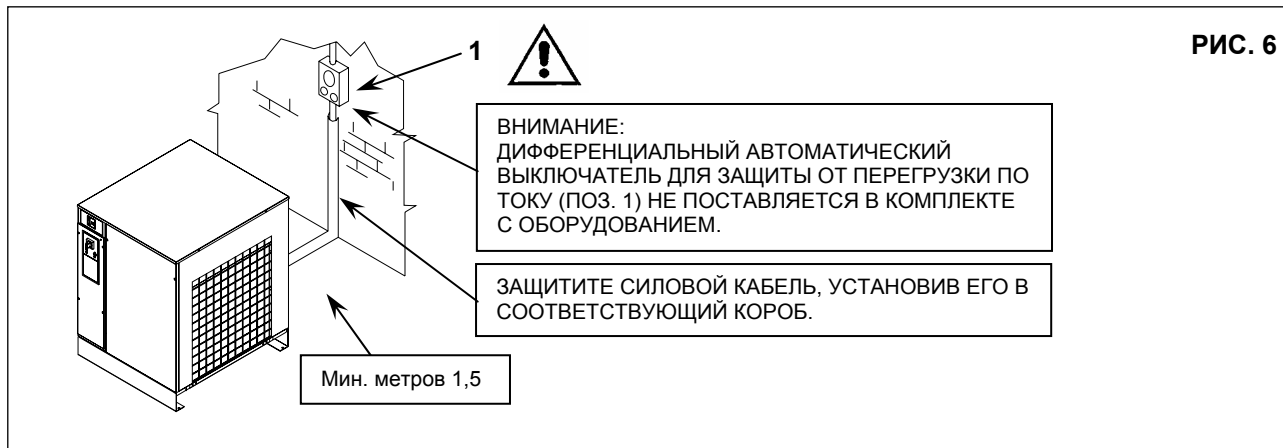 РИС. 6
1
ВНИМАНИЕ:
ДИФФЕРЕНЦИАЛЬНЫЙ АВТОМАТИЧЕСКИЙ
ВЫКЛЮЧАТЕЛЬ ДЛЯ ЗАЩИТЫ ОТ ПЕРЕГРУЗКИ ПО
ТОКУ (ПОЗ. 1) НЕ ПОСТАВЛЯЕТСЯ В КОМПЛЕКТЕ
С ОБОРУДОВАНИЕМ.
ЗАЩИТИТЕ СИЛОВОЙ КАБЕЛЬ, УСТАНОВИВ ЕГО В
СООТВЕТСТВУЮЩИЙ КОРОБ.
Мин. метров 1,5